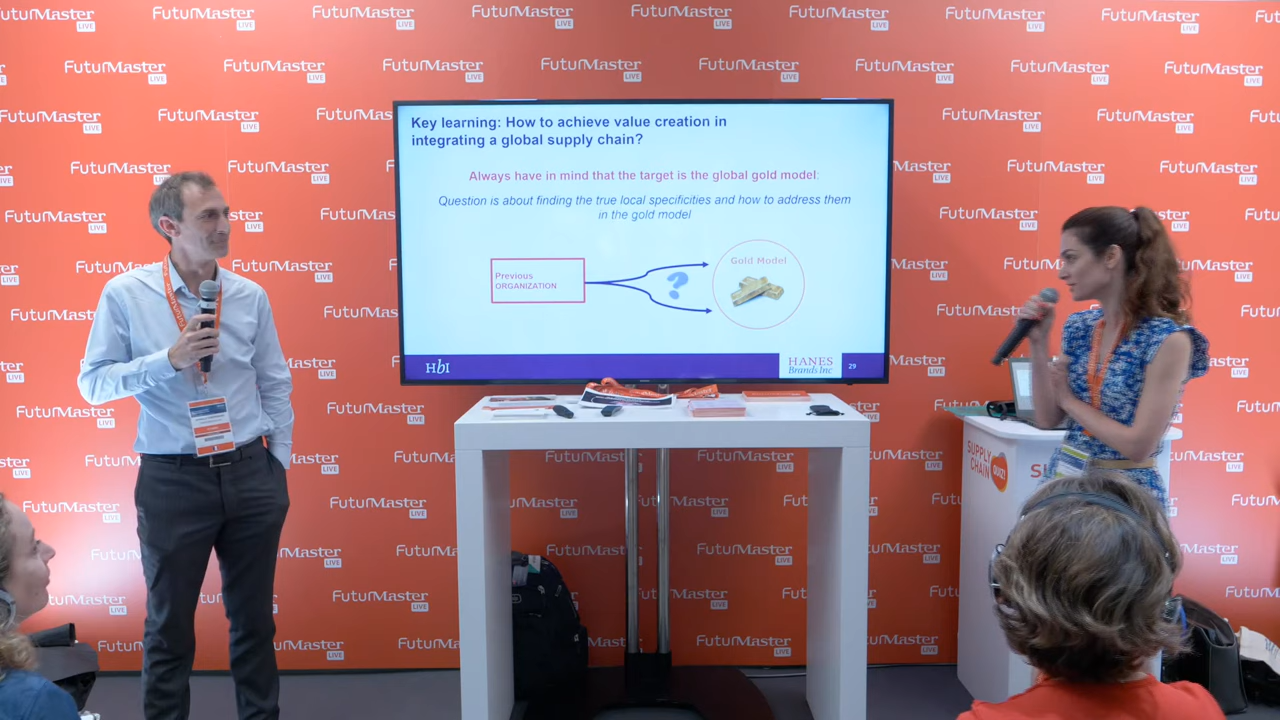 FuturMaster
LIVE
Key learning: How to achieve value creation in
integrating a global supply chain?
Always have in mind that the target is the global gold model:
Question is about finding the true local specificities and how to address them
in the gold model
Previous
ORGANIZATION
?
Gold Model
HbI
HANES
Brands Inc
29
SUPPLY
CHAIN
QUIZ!